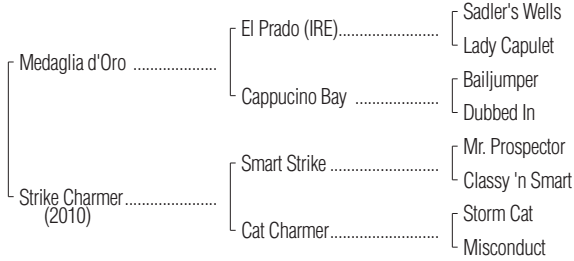 Sadler's Wells
El Prado (IRE)......................
Lady Capulet
Medaglia d'Oro ....................
Bailjumper
Cappucino Bay ....................
Dubbed In
Mr. Prospector
Smart Strike ..........................
Classy 'n Smart
Strike Charmer......................
(2010)
Storm Cat
Cat Charmer..........................
Misconduct